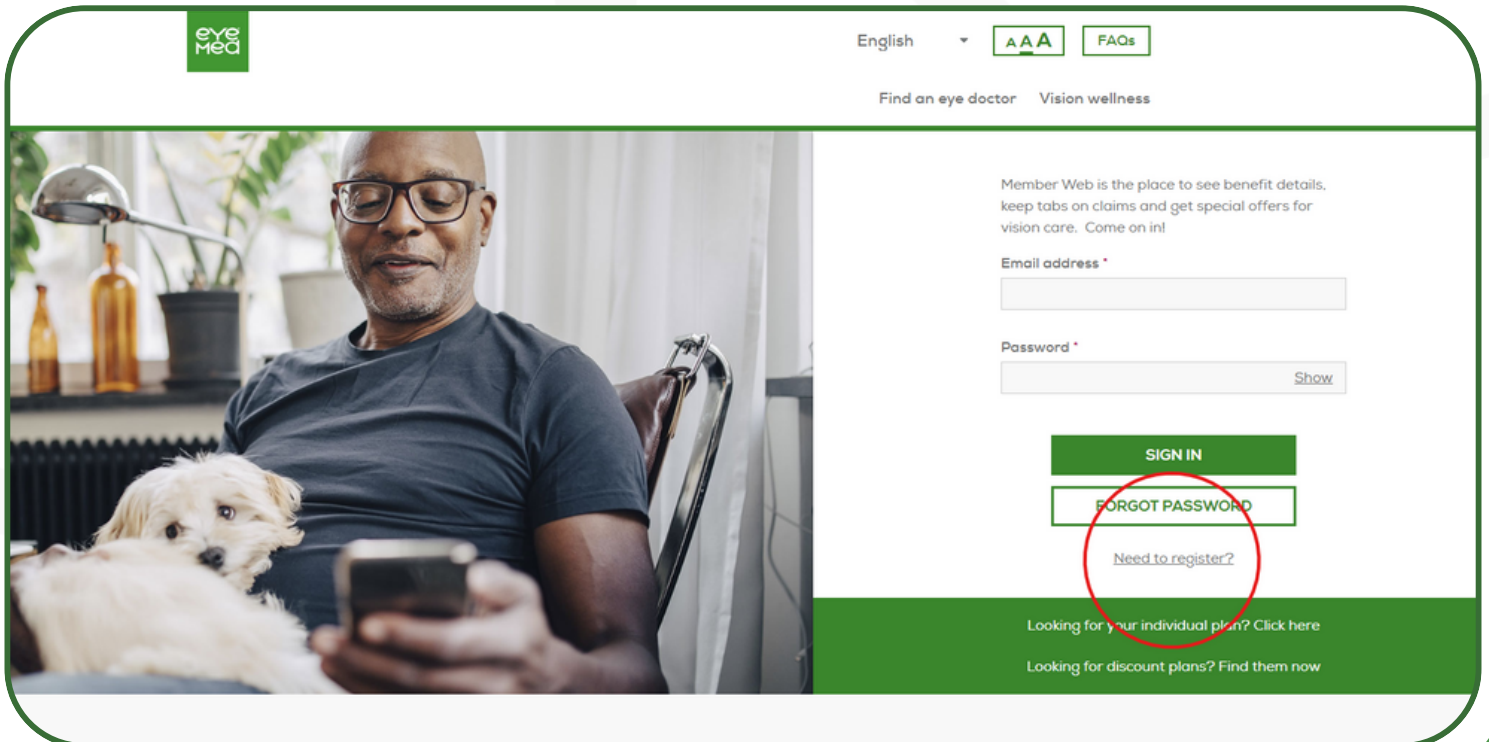 eye
Med
English
A A A
FAQs
Find an eye doctor
Vision wellness
Member Web is the place to see benefit details,
keep tabs on claims and get special offers for
vision care. Come on in!
Email address *
Password *
Show
SIGN IN
FORGOT PASSWORD
Need to register?
Looking for your individual plan? Click here
Looking for discount plans? Find them now